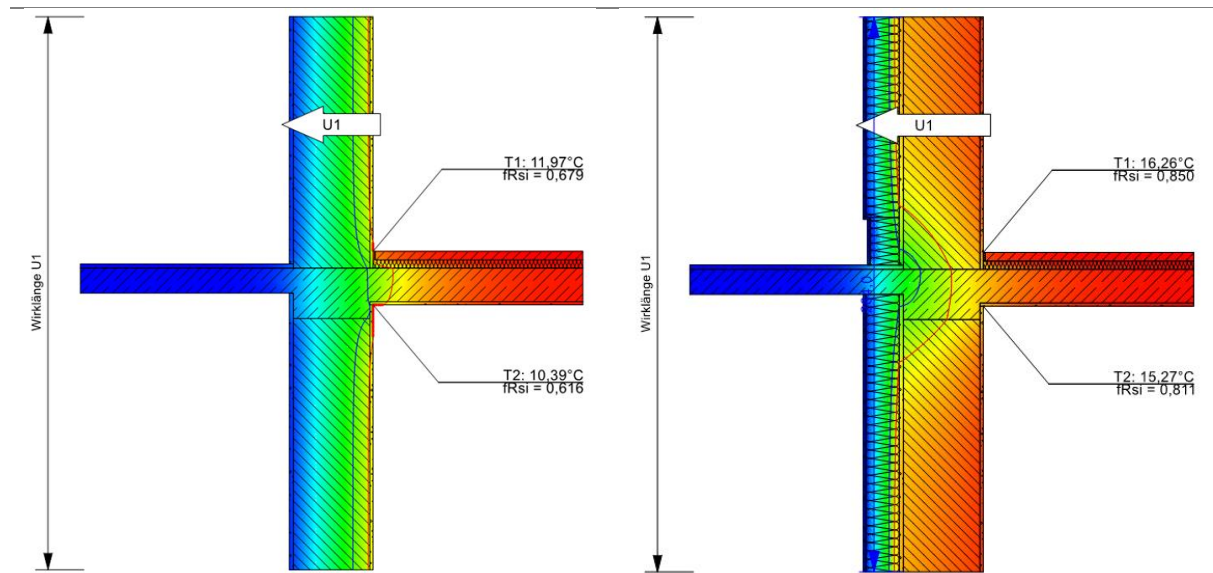 Wirklänge U1
U1
T1: 11,97°C
fRsi = 0,679
T2: 10,39°C
fRsi = 0,616
Wirklänge U1
U1
T1: 16,26°C
fRsi = 0,850
T2: 15,27°C
fRsi = 0,811